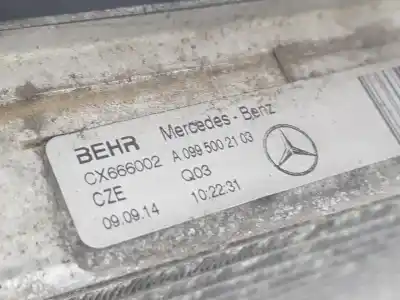 BEHR Mercedes-Benz
CX666002 A 099 500 21 03
CZE Q03
09.09.14 10:22:31